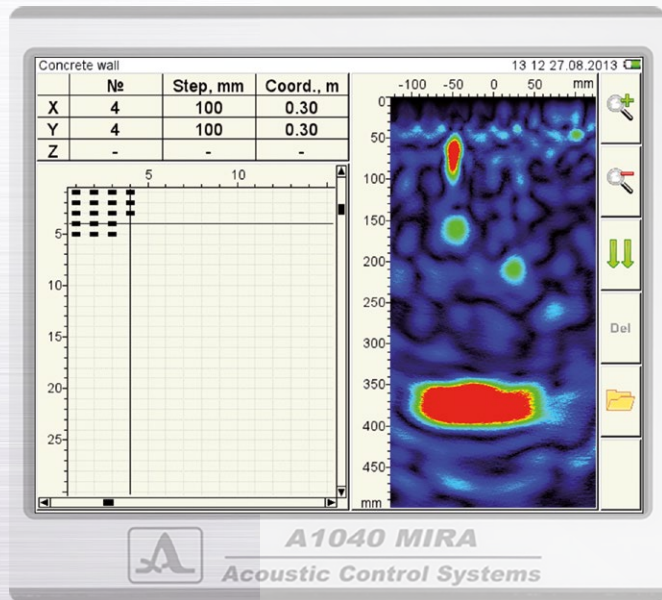 Concrete wall 13 12 27.08.2013
№ Step, mm Coord., m
X 4 100 0.30
Y 4 100 0.30
Z - - -
5 10
5
10
15
20
25
-100 -50 0 50 mm
0
50
100
150
200
250
300
350
400
450
mm
Del
A1040 MIRA
Acoustic Control Systems